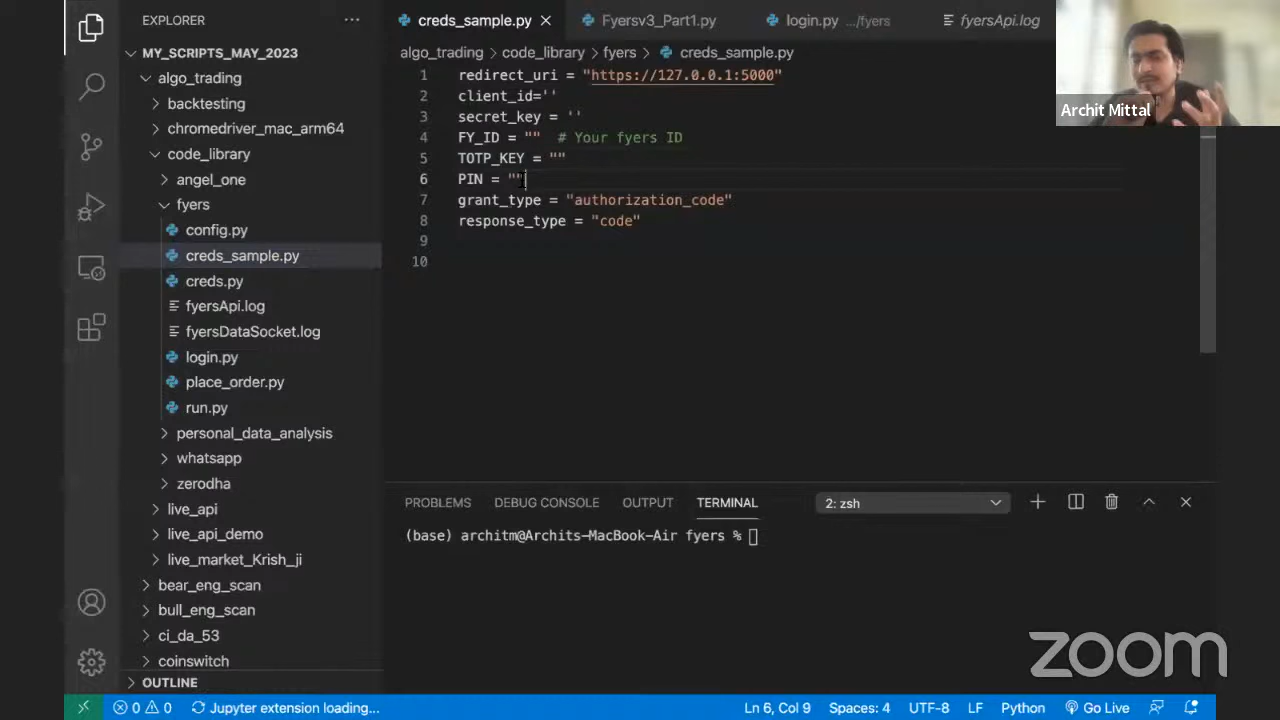 EXPLORER
MY_SCRIPTS_MAY_2023
algo_trading
backtesting
chromedriver_mac_arm64
code_library
angel_one
fyers
config.py
creds_sample.py
creds.py
fyersApi.log
fyersDataSocket.log
login.py
place_order.py
run.py
personal_data_analysis
whatsapp
zerodha
live_api
live_api_demo
live_market_Krish_ji
bear_eng_scan
bull_eng_scan
ci_da_53
coinswitch
OUTLINE
creds_sample.py Fyersv3_Part1.py login.py .../fyers fyersApi.log
algo_trading > code_library > fyers > creds_sample.py
1 redirect_uri = "https://127.0.0.1:5000"
2 client_id=''
3 secret_key = ''
4 FY_ID = "" # Your fyers ID
5 TOTP_KEY = ""
6 PIN = ""
7 grant_type = "authorization_code"
8 response_type = "code"
9
10
Archit Mittal
PROBLEMS DEBUG CONSOLE OUTPUT TERMINAL 2: zsh
(base) architm@Archits-MacBook-Air fyers %
zoom
0 0 Jupyter extension loading... Ln 6, Col 9 Spaces: 4 UTF-8 LF Python Go Live